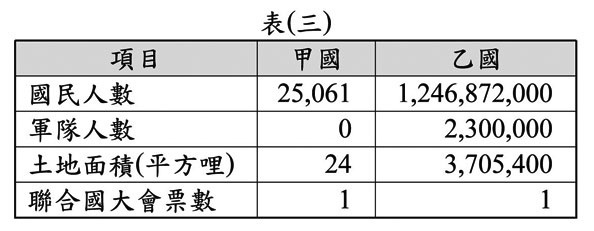 表(三)
項目 甲國 乙國
國民人數 25,061 1,246,872,000
軍隊人數 0 2,300,000
土地面積(平方哩) 24 3,705,400
聯合國大會票數 1 1